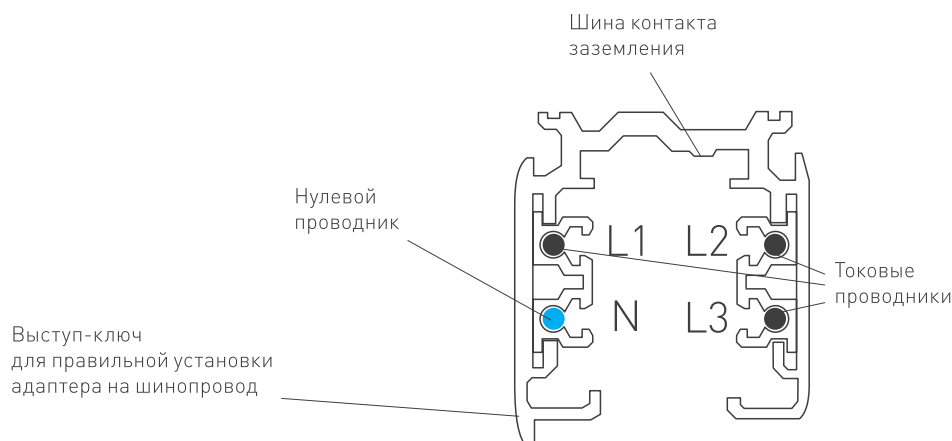 Шина контакта
заземления
Нулевой
проводник
L1 L2
Токовые
проводники
N L3
Выступ-ключ
для правильной установки
адаптера на шинопровод